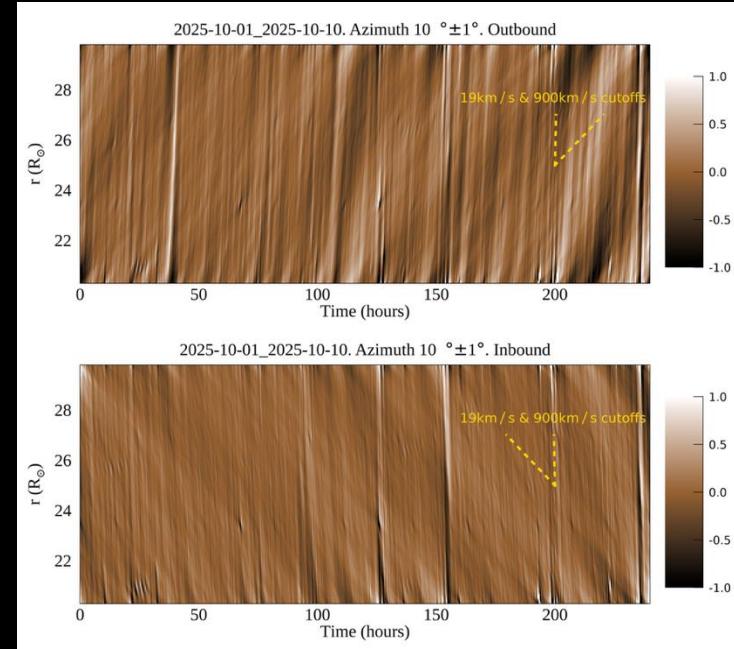 2025-10-01_2025-10-10. Azimuth 10 °±1°. Outbound
1.0
28
19km / s & 900km / s cutoffs
0.5
26
r (R☉)
0.0
24
-0.5
22
-1.0
0 50 100 150 200
Time (hours)
2025-10-01_2025-10-10. Azimuth 10 °±1°. Inbound
1.0
28
19km / s & 900km / s cutoffs
0.5
26
r (R☉)
0.0
24
-0.5
22
-1.0
0 50 100 150 200
Time (hours)